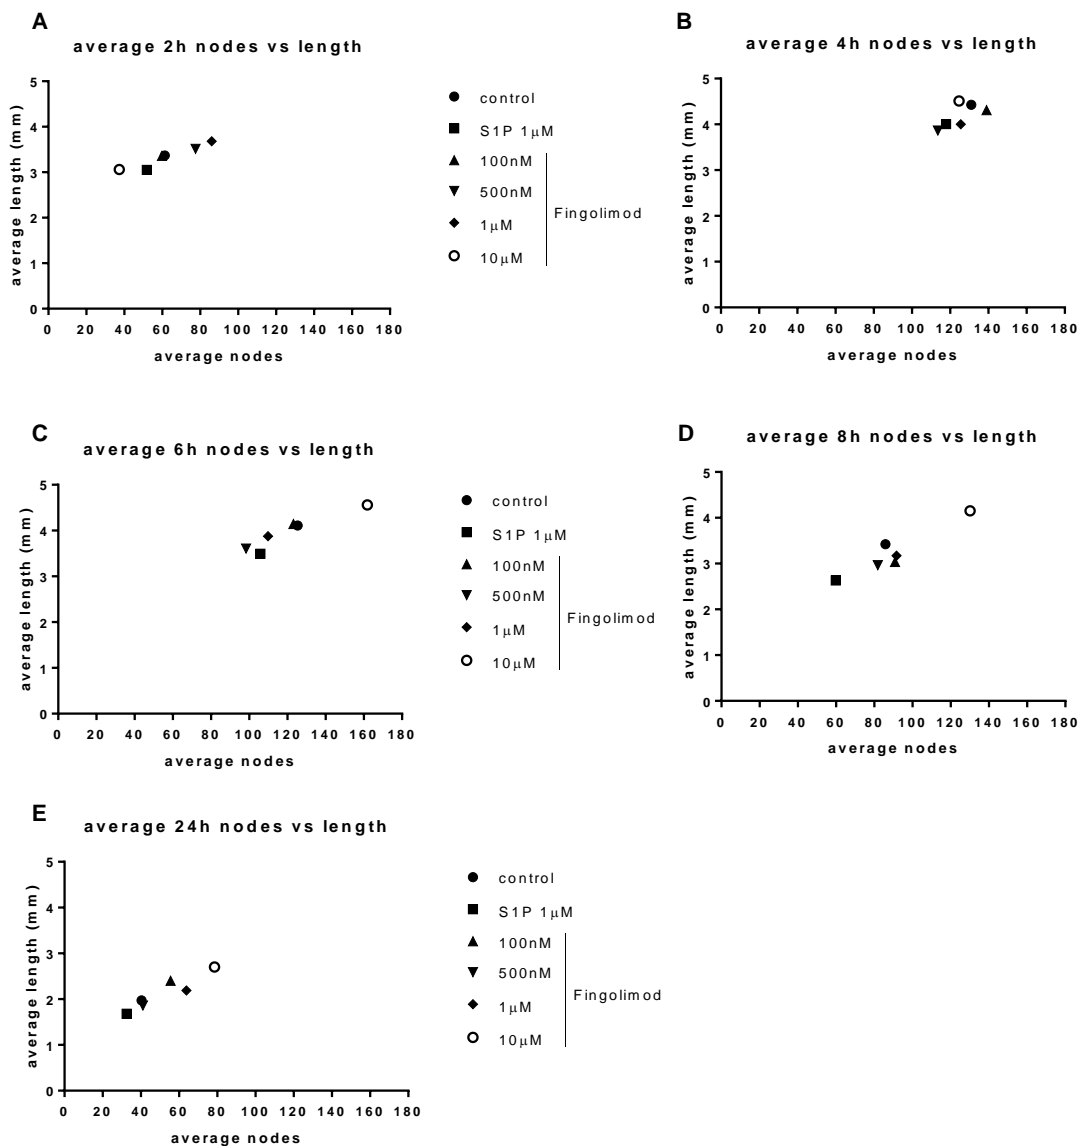 A
average 2h nodes vs length
5
4
3
2
1
0
average length (mm)
0 20 40 60 80 100 120 140 160 180
average nodes
control
S1P 1μM
100nM
500nM
1μM
10μM
Fingolimod
B
average 4h nodes vs length
5
4
3
2
1
0
average length (mm)
0 20 40 60 80 100 120 140 160 180
average nodes
C
average 6h nodes vs length
5
4
3
2
1
0
average length (mm)
0 20 40 60 80 100 120 140 160 180
average nodes
control
S1P 1μM
100nM
500nM
1μM
10μM
Fingolimod
D
average 8h nodes vs length
5
4
3
2
1
0
average length (mm)
0 20 40 60 80 100 120 140 160 180
average nodes
E
average 24h nodes vs length
5
4
3
2
1
0
average length (mm)
0 20 40 60 80 100 120 140 160 180
average nodes
control
S1P 1μM
100nM
500nM
1μM
10μM
Fingolimod